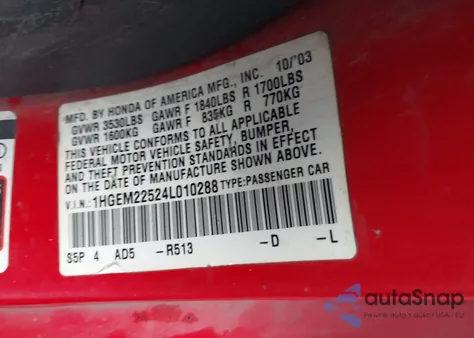 MFD. BY HONDA OF AMERICA MFG., INC. 10/'03
GVWR 3530LBS GAWR F 1840LBS R 1700LBS
GVWR 1600KG GAWR F 835KG R 770KG
THIS VEHICLE CONFORMS TO ALL APPLICABLE
FEDERAL MOTOR VEHICLE SAFETY, BUMPER,
AND THEFT PREVENTION STANDARDS IN EFFECT
ON THE DATE OF MANUFACTURE SHOWN ABOVE.
V.I.N.: 1HGEM22524L010288 TYPE: PASSENGER CAR
S5P 4 AD5 -R513 -D -L
autaSnap